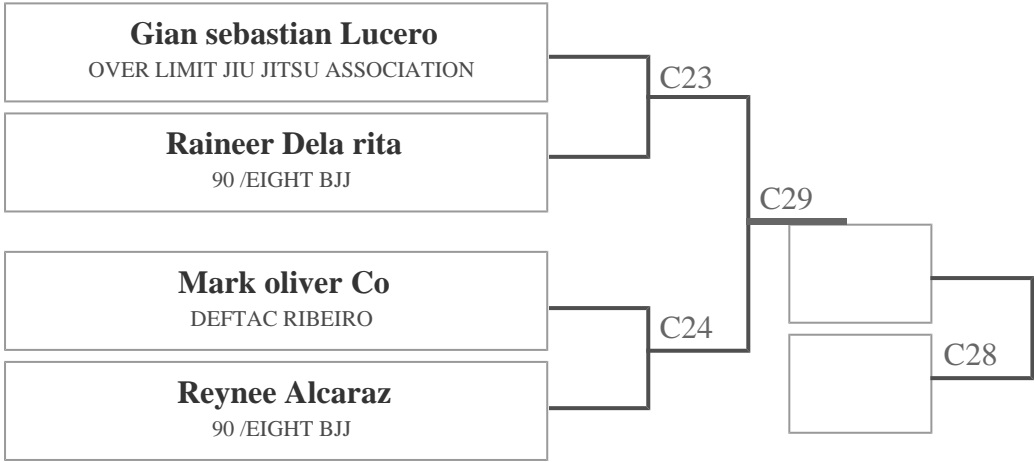 Gian sebastian Lucero
OVER LIMIT JIU JITSU ASSOCIATION
C23
Raineer Dela rita
90 /EIGHT BJJ
C29
Mark oliver Co
DEFTAC RIBEIRO
C24
C28
Reynee Alcaraz
90 /EIGHT BJJ